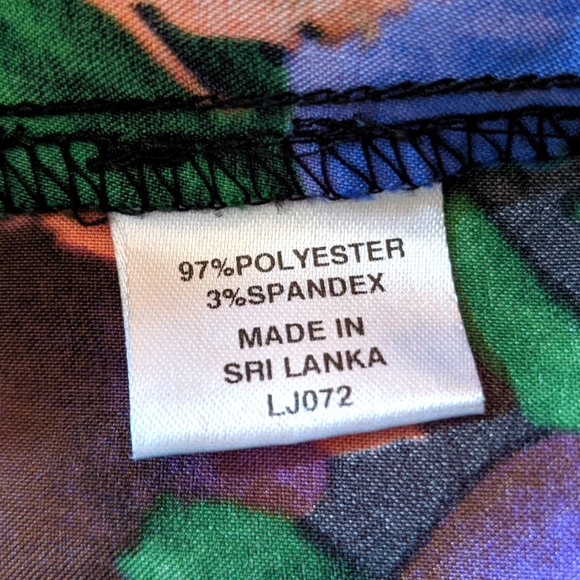 97%POLYESTER
3%SPANDEX
MADE IN
SRI LANKA
LJ072